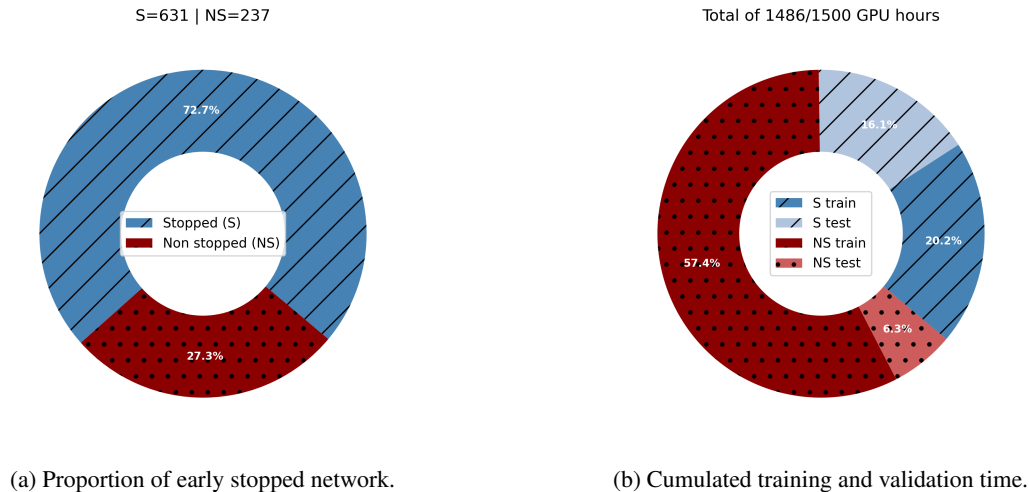 S=631 | NS=237
72.7%
Stopped (S)
Non stopped (NS)
27.3%
(a) Proportion of early stopped network.
Total of 1486/1500 GPU hours
16.1%
S train
S test
NS train
NS test
20.2%
57.4%
6.3%
(b) Cumulated training and validation time.